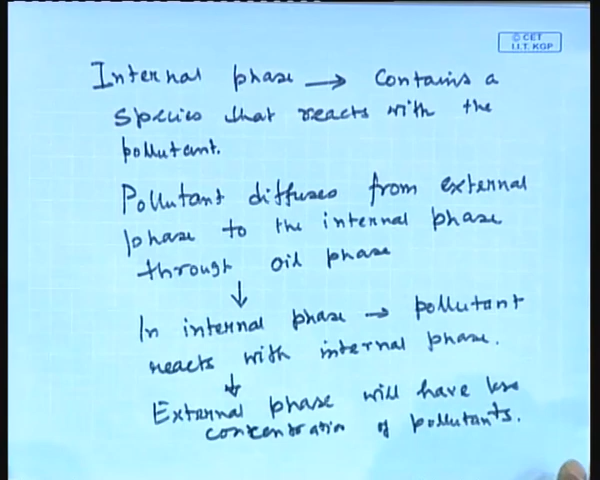 © CET
I.I.T. KGP
Internal phase → Contains a
species that reacts with the
pollutant.
Pollutant diffuses from external
phase to the internal phase
through oil phase
↓
In internal phase → pollutant
reacts with internal phase.
↓
External phase will have less
concentration of pollutants.